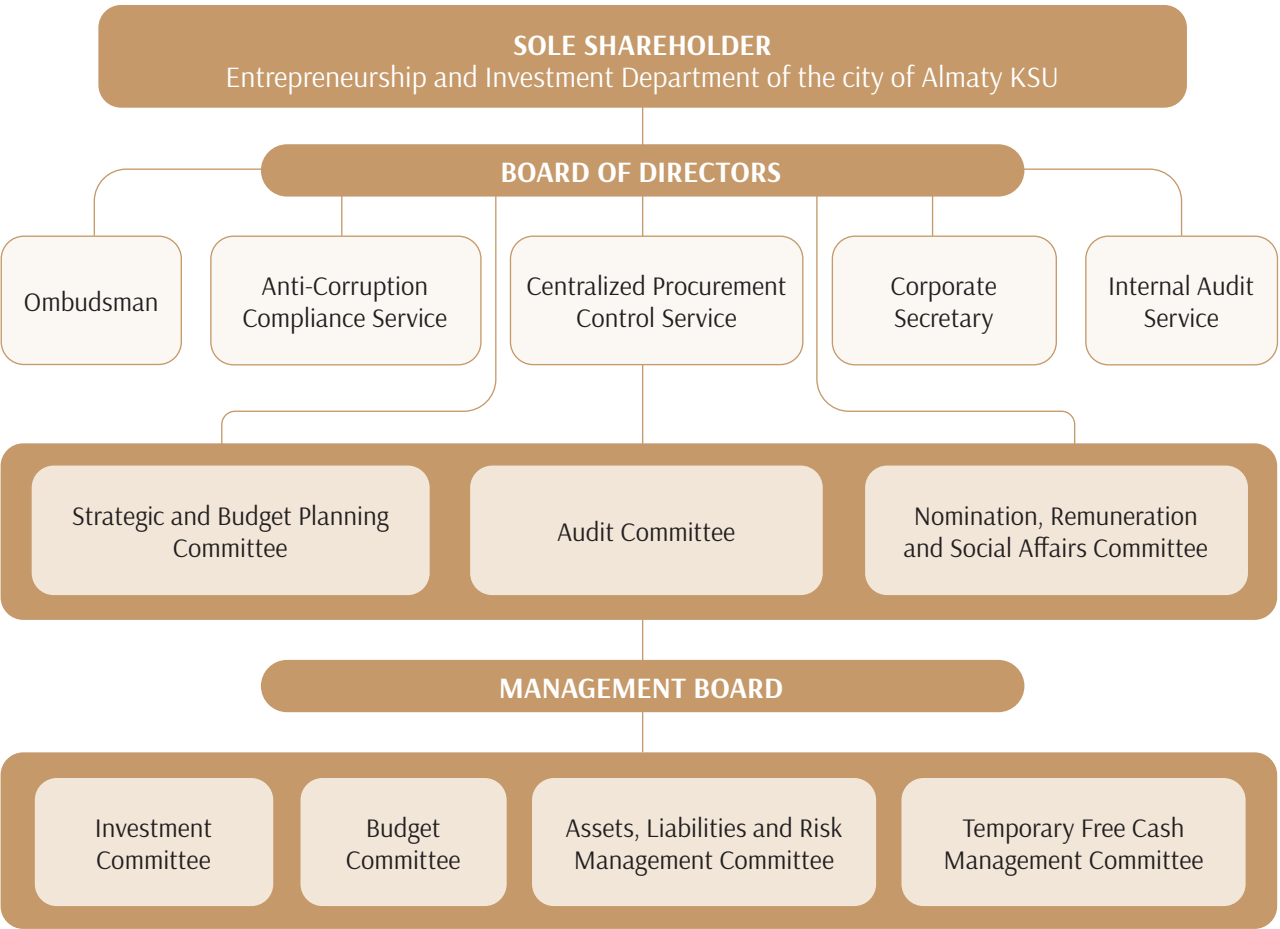 SOLE SHAREHOLDER
Entrepreneurship and Investment Department of the city of Almaty KSU
BOARD OF DIRECTORS
Ombudsman
Anti-Corruption
Compliance Service
Centralized Procurement
Control Service
Corporate
Secretary
Internal Audit
Service
Strategic and Budget Planning
Committee
Audit Committee
Nomination, Remuneration
and Social Affairs Committee
MANAGEMENT BOARD
Investment
Committee
Budget
Committee
Assets, Liabilities and Risk
Management Committee
Temporary Free Cash
Management Committee